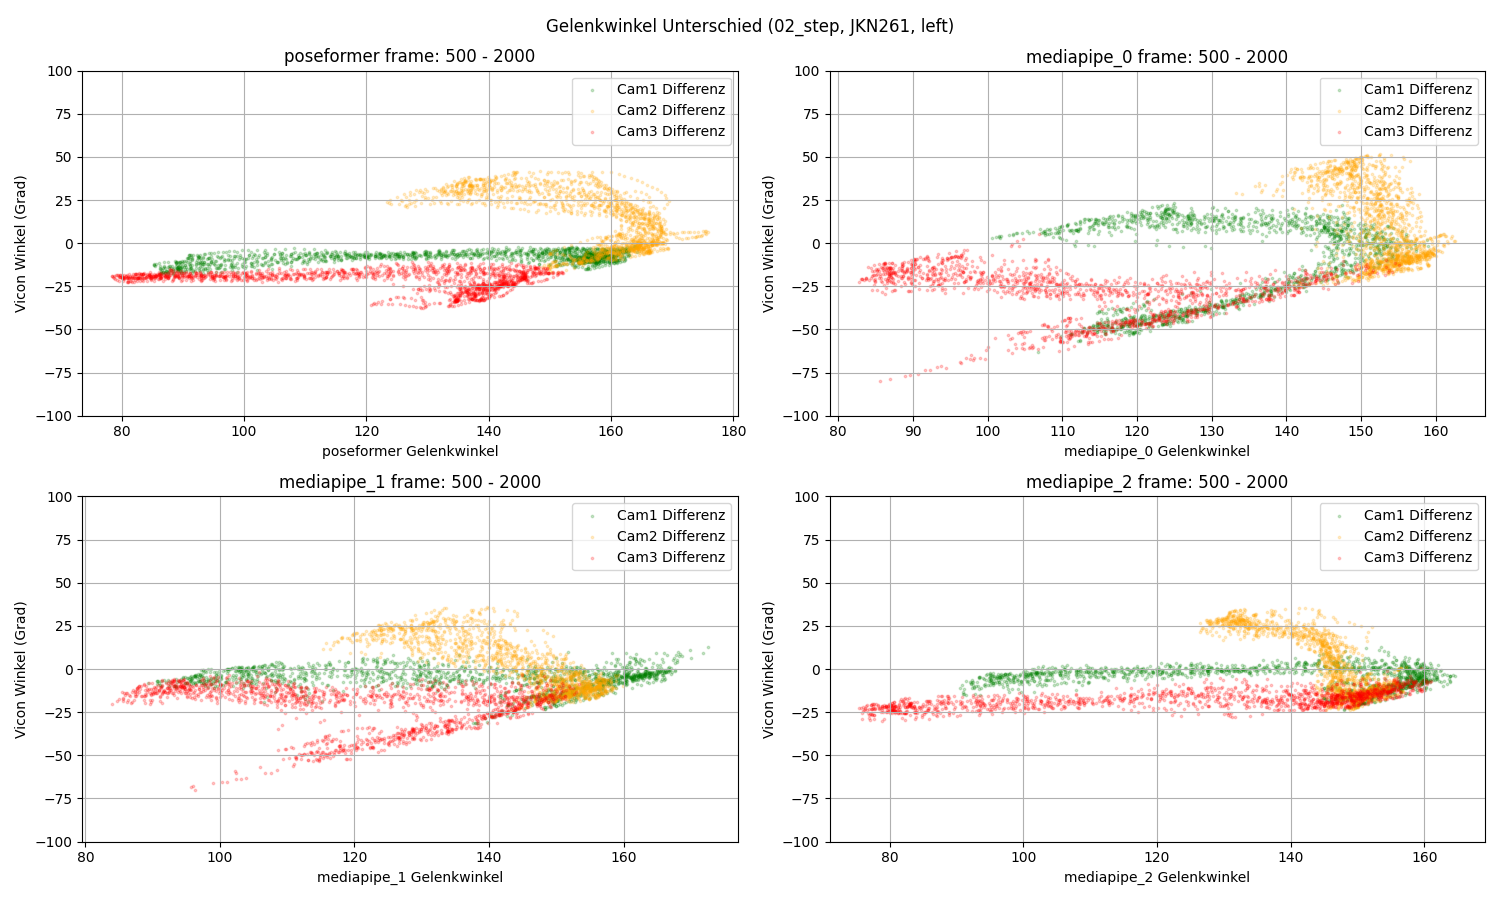 Gelenkwinkel Unterschied (02_step, JKN261, left)
poseformer frame: 500 - 2000
100
75
50
25
0
−25
−50
−75
−100
Vicon Winkel (Grad)
Cam1 Differenz
Cam2 Differenz
Cam3 Differenz
80 100 120 140 160 180
poseformer Gelenkwinkel
mediapipe_0 frame: 500 - 2000
100
75
50
25
0
−25
−50
−75
−100
Vicon Winkel (Grad)
Cam1 Differenz
Cam2 Differenz
Cam3 Differenz
80 90 100 110 120 130 140 150 160
mediapipe_0 Gelenkwinkel
mediapipe_1 frame: 500 - 2000
100
75
50
25
0
−25
−50
−75
−100
Vicon Winkel (Grad)
Cam1 Differenz
Cam2 Differenz
Cam3 Differenz
80 100 120 140 160
mediapipe_1 Gelenkwinkel
mediapipe_2 frame: 500 - 2000
100
75
50
25
0
−25
−50
−75
−100
Vicon Winkel (Grad)
Cam1 Differenz
Cam2 Differenz
Cam3 Differenz
80 100 120 140 160
mediapipe_2 Gelenkwinkel